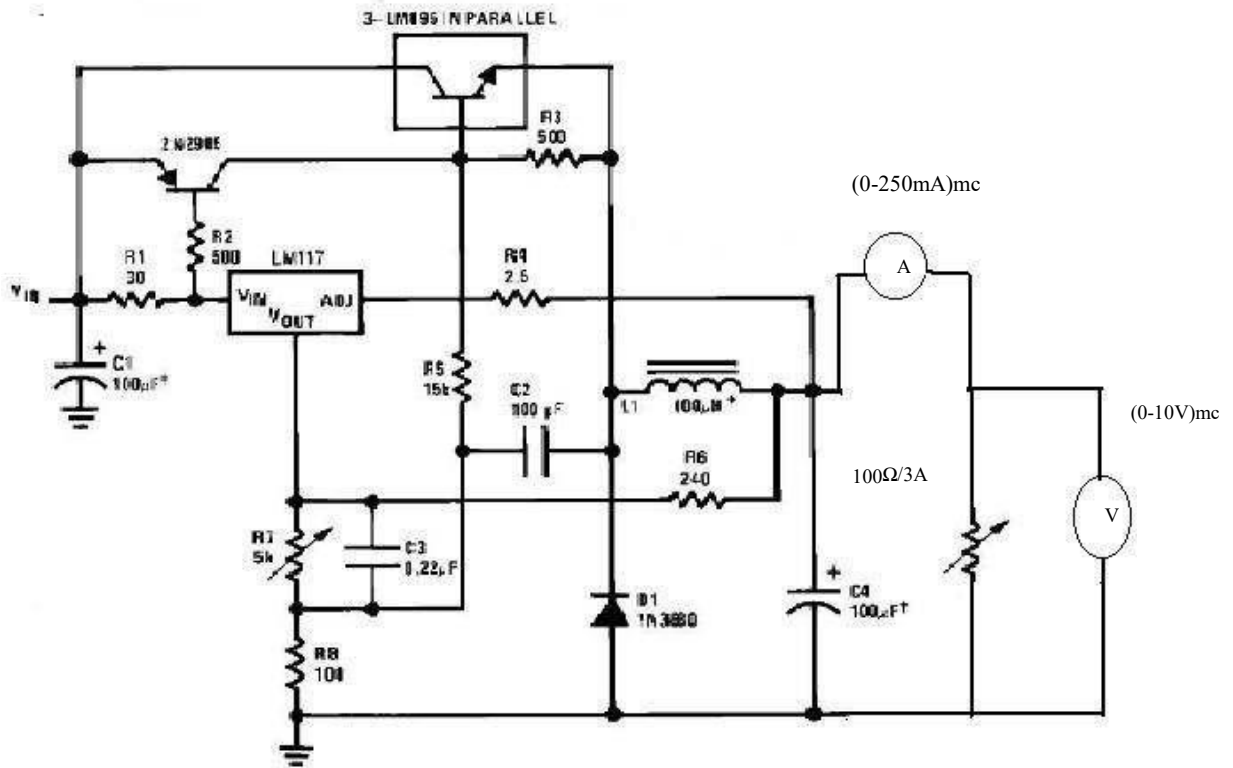 3-LM195 IN PARALLEL
R3
500
2N2905
(0-250mA)mc
A
R1
30
R2
500
LM117
R4
2.5
VIN
VIN
VOUT
ADJ
+
C1
100µF*
R5
15k
C2
L1
+
(0-10V)mc
R6
240
100Ω/3A
V
R7
5k
C3
0.22µF
D1
+
C4
100µF†
R8